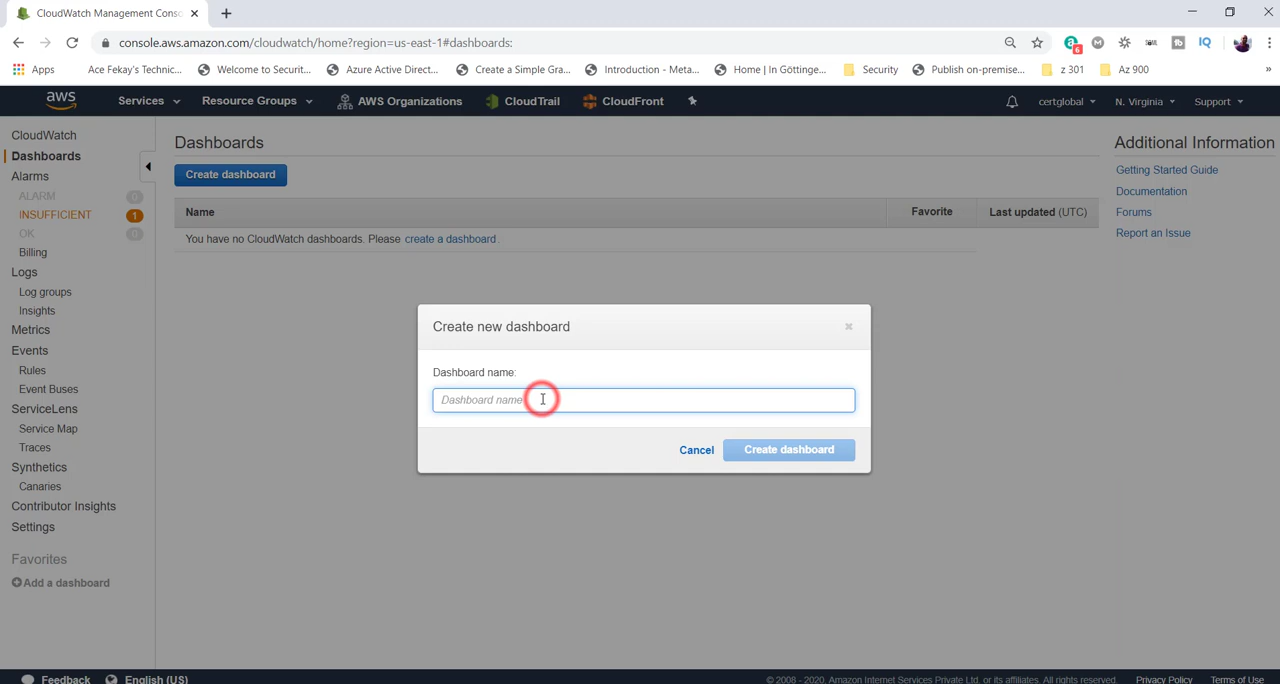 CloudWatch Management Conso
console.aws.amazon.com/cloudwatch/home?region=us-east-1#dashboards:
6
IQ
Apps
Ace Fekay's Technic...
Welcome to Securit...
Azure Active Direct...
Create a Simple Gra...
Introduction - Meta...
Home | In Göttinge...
Security
Publish on-premise...
z 301
Az 900
»
aws
Services
Resource Groups
AWS Organizations
CloudTrail
CloudFront
certglobal
N. Virginia
Support
CloudWatch
Dashboards
Alarms
ALARM 0
INSUFFICIENT 1
OK 0
Billing
Logs
Log groups
Insights
Metrics
Events
Rules
Event Buses
ServiceLens
Service Map
Traces
Synthetics
Canaries
Contributor Insights
Settings
Favorites
Add a dashboard
Dashboards
Create dashboard
Name Favorite Last updated (UTC)
You have no CloudWatch dashboards. Please create a dashboard.
Create new dashboard
Dashboard name:
Dashboard name
Cancel
Create dashboard
Additional Information
Getting Started Guide
Documentation
Forums
Report an Issue
Feedback
English (US)
© 2008 - 2020, Amazon Internet Services Private Ltd. or its affiliates. All rights reserved.
Privacy Policy
Terms of Use